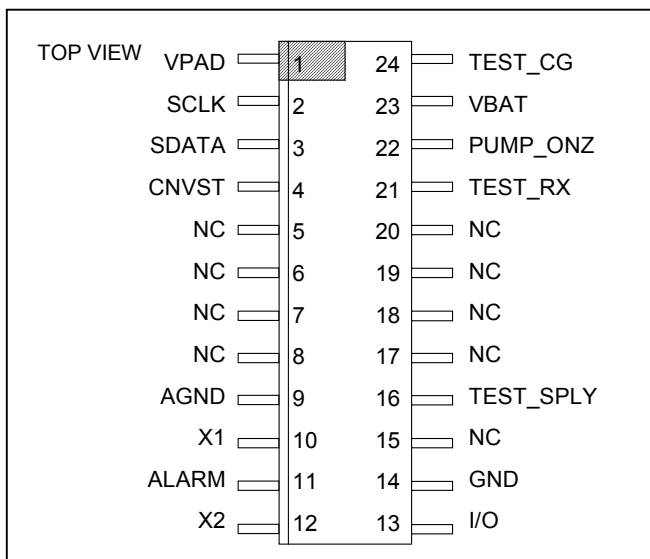 TOP VIEW
VPAD 1 24 TEST_CG
SCLK 2 23 VBAT
SDATA 3 22 PUMP_ONZ
CNVST 4 21 TEST_RX
NC 5 20 NC
NC 6 19 NC
NC 7 18 NC
NC 8 17 NC
AGND 9 16 TEST_SPLY
X1 10 15 NC
ALARM 11 14 GND
X2 12 13 I/O